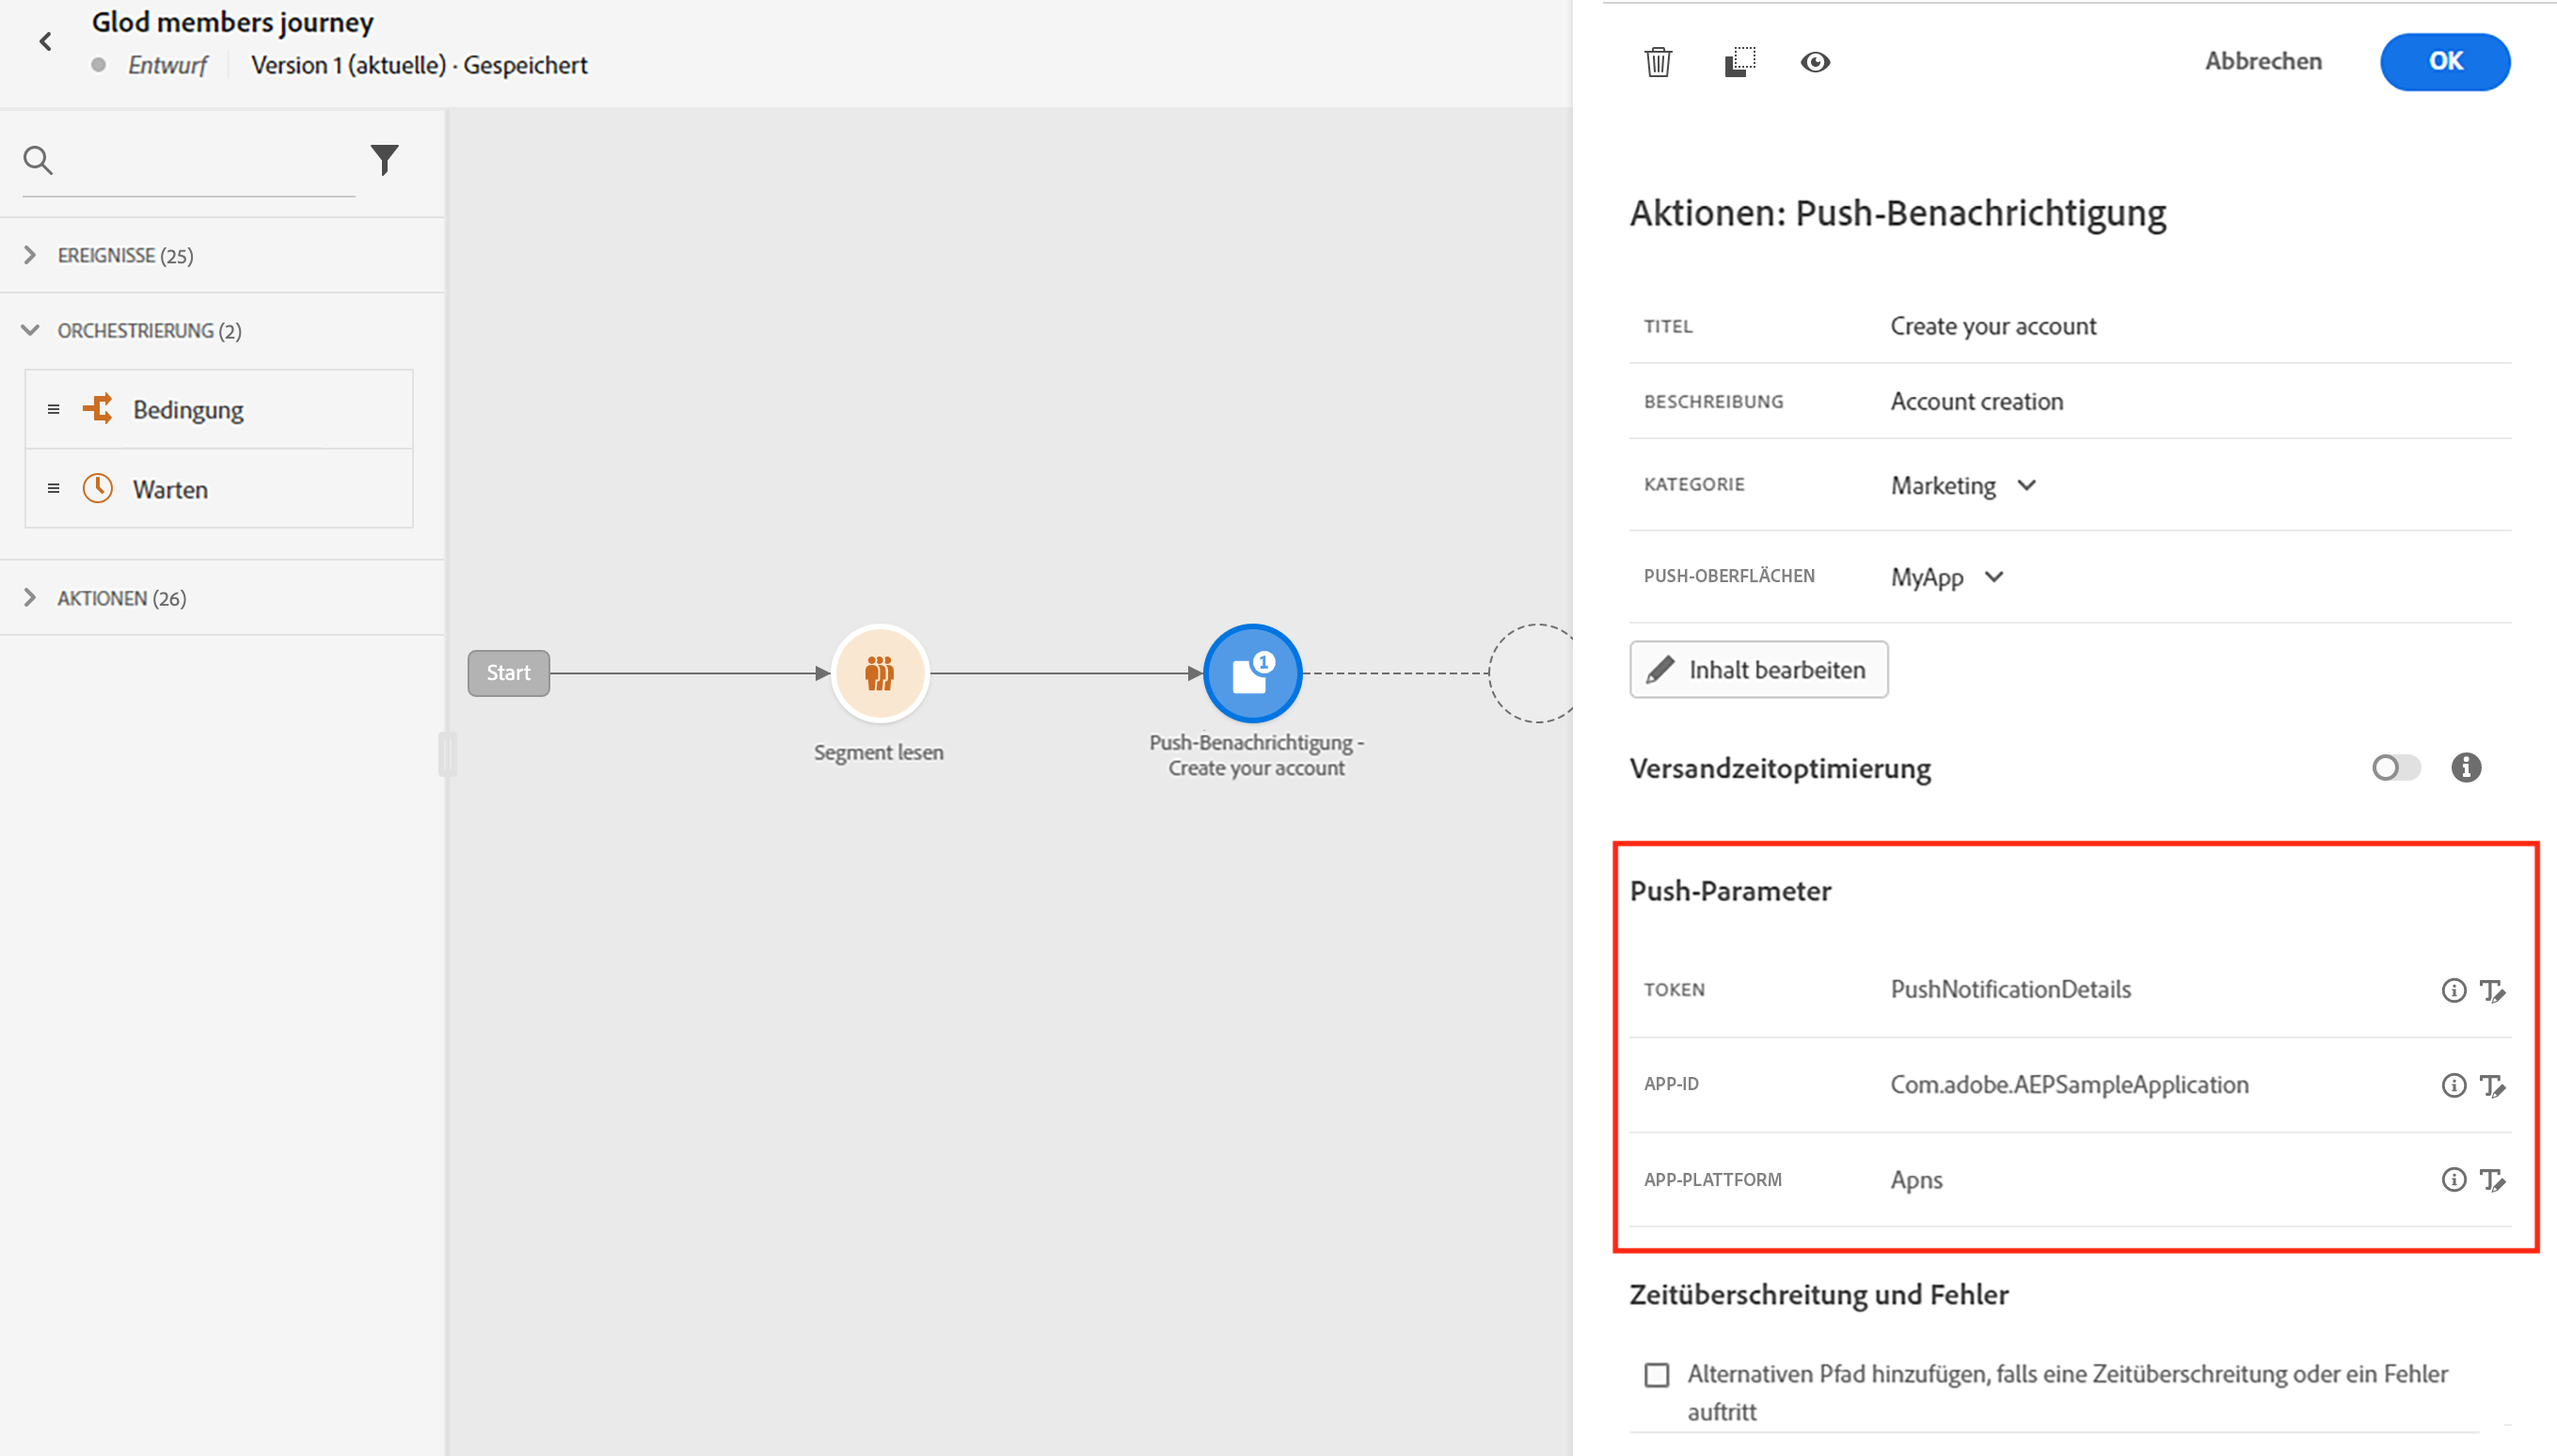 Glod members journey
Entwurf
Version 1 (aktuelle) · Gespeichert
EREIGNISSE (25)
ORCHESTRIERUNG (2)
Bedingung
Warten
AKTIONEN (26)
Start
Segment lesen
1
Push-Benachrichtigung -
Create your account
Abbrechen
OK
Aktionen: Push-Benachrichtigung
TITEL
Create your account
BESCHREIBUNG
Account creation
KATEGORIE
Marketing
PUSH-OBERFLÄCHEN
MyApp
Inhalt bearbeiten
Versandzeitoptimierung
Push-Parameter
TOKEN
PushNotificationDetails
APP-ID
Com.adobe.AEPSampleApplication
APP-PLATTFORM
Apns
Zeitüberschreitung und Fehler
Alternativen Pfad hinzufügen, falls eine Zeitüberschreitung oder ein Fehler
auftritt